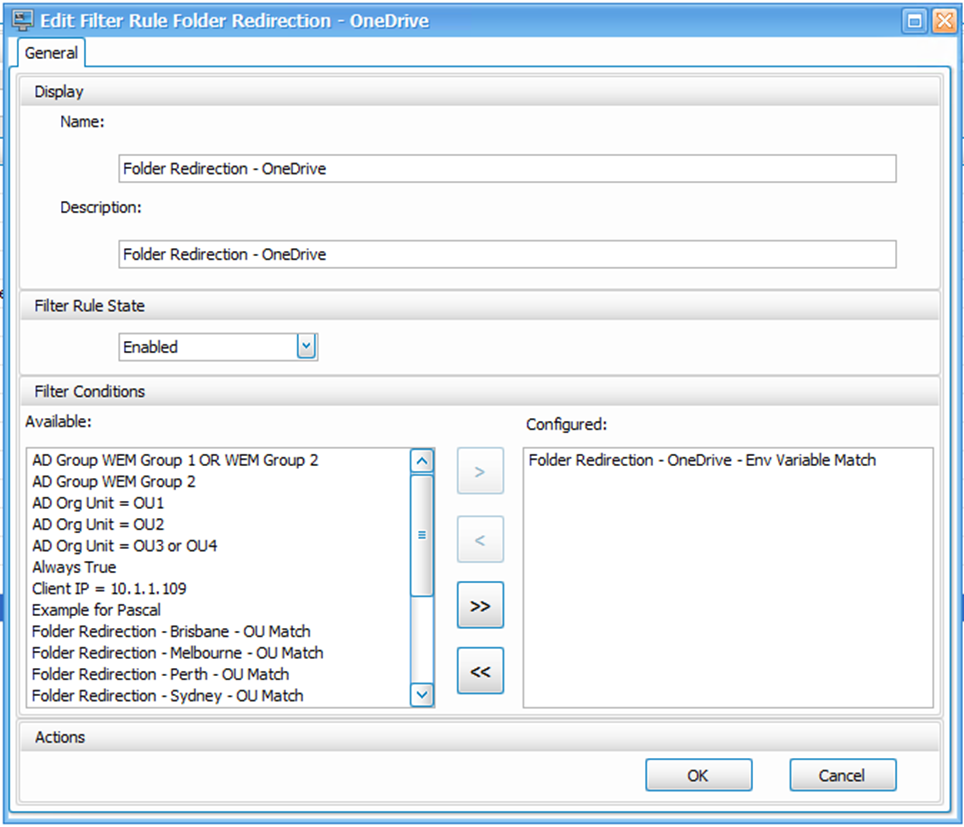 Edit Filter Rule Folder Redirection - OneDrive
General
Display
Name:
Folder Redirection - OneDrive
Description:
Folder Redirection - OneDrive
Filter Rule State
Enabled
Filter Conditions
Available:
Configured:
AD Group WEM Group 1 OR WEM Group 2
AD Group WEM Group 2
AD Org Unit = OU1
AD Org Unit = OU2
AD Org Unit = OU3 or OU4
Always True
Client IP = 10.1.1.109
Example for Pascal
Folder Redirection - Brisbane - OU Match
Folder Redirection - Melbourne - OU Match
Folder Redirection - Perth - OU Match
Folder Redirection - Sydney - OU Match
>
<
>>
<<
Folder Redirection - OneDrive - Env Variable Match
Actions
OK
Cancel